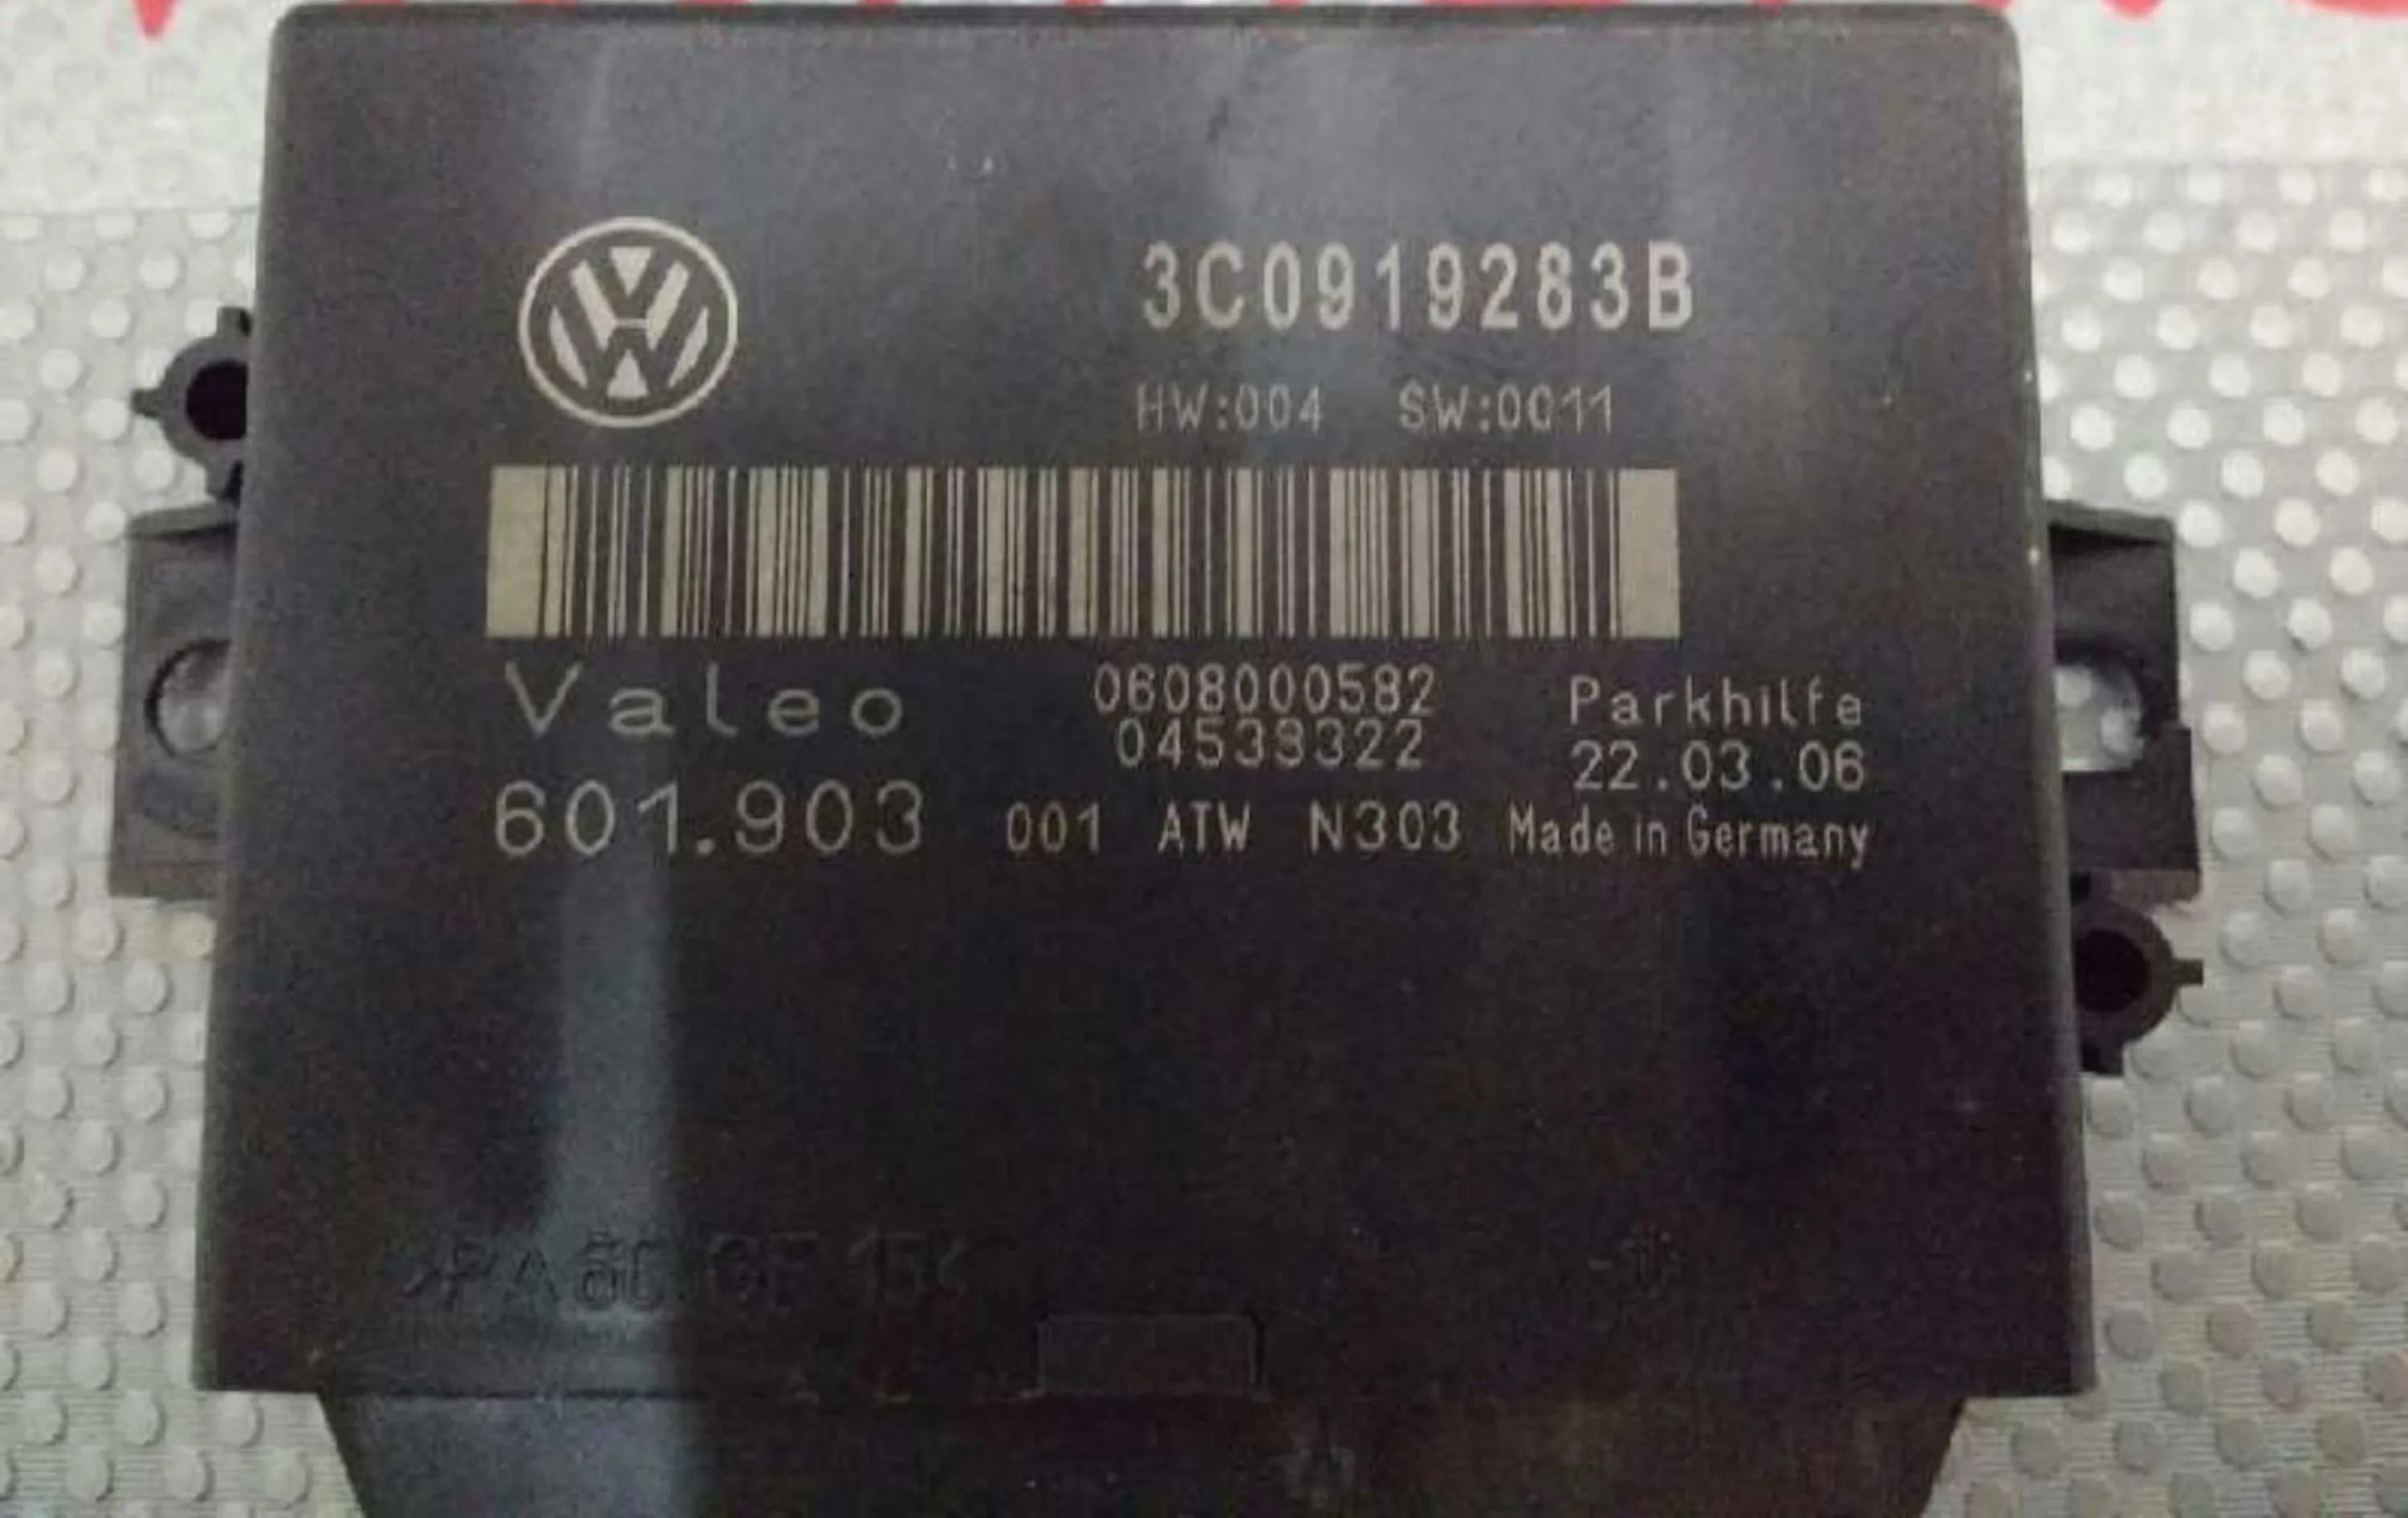 3C0919283B
HW:004 SW:0011
Valeo
0608000582
04538322
Parkhilfe
22.03.06
601.903 001 ATW N303 Made in Germany